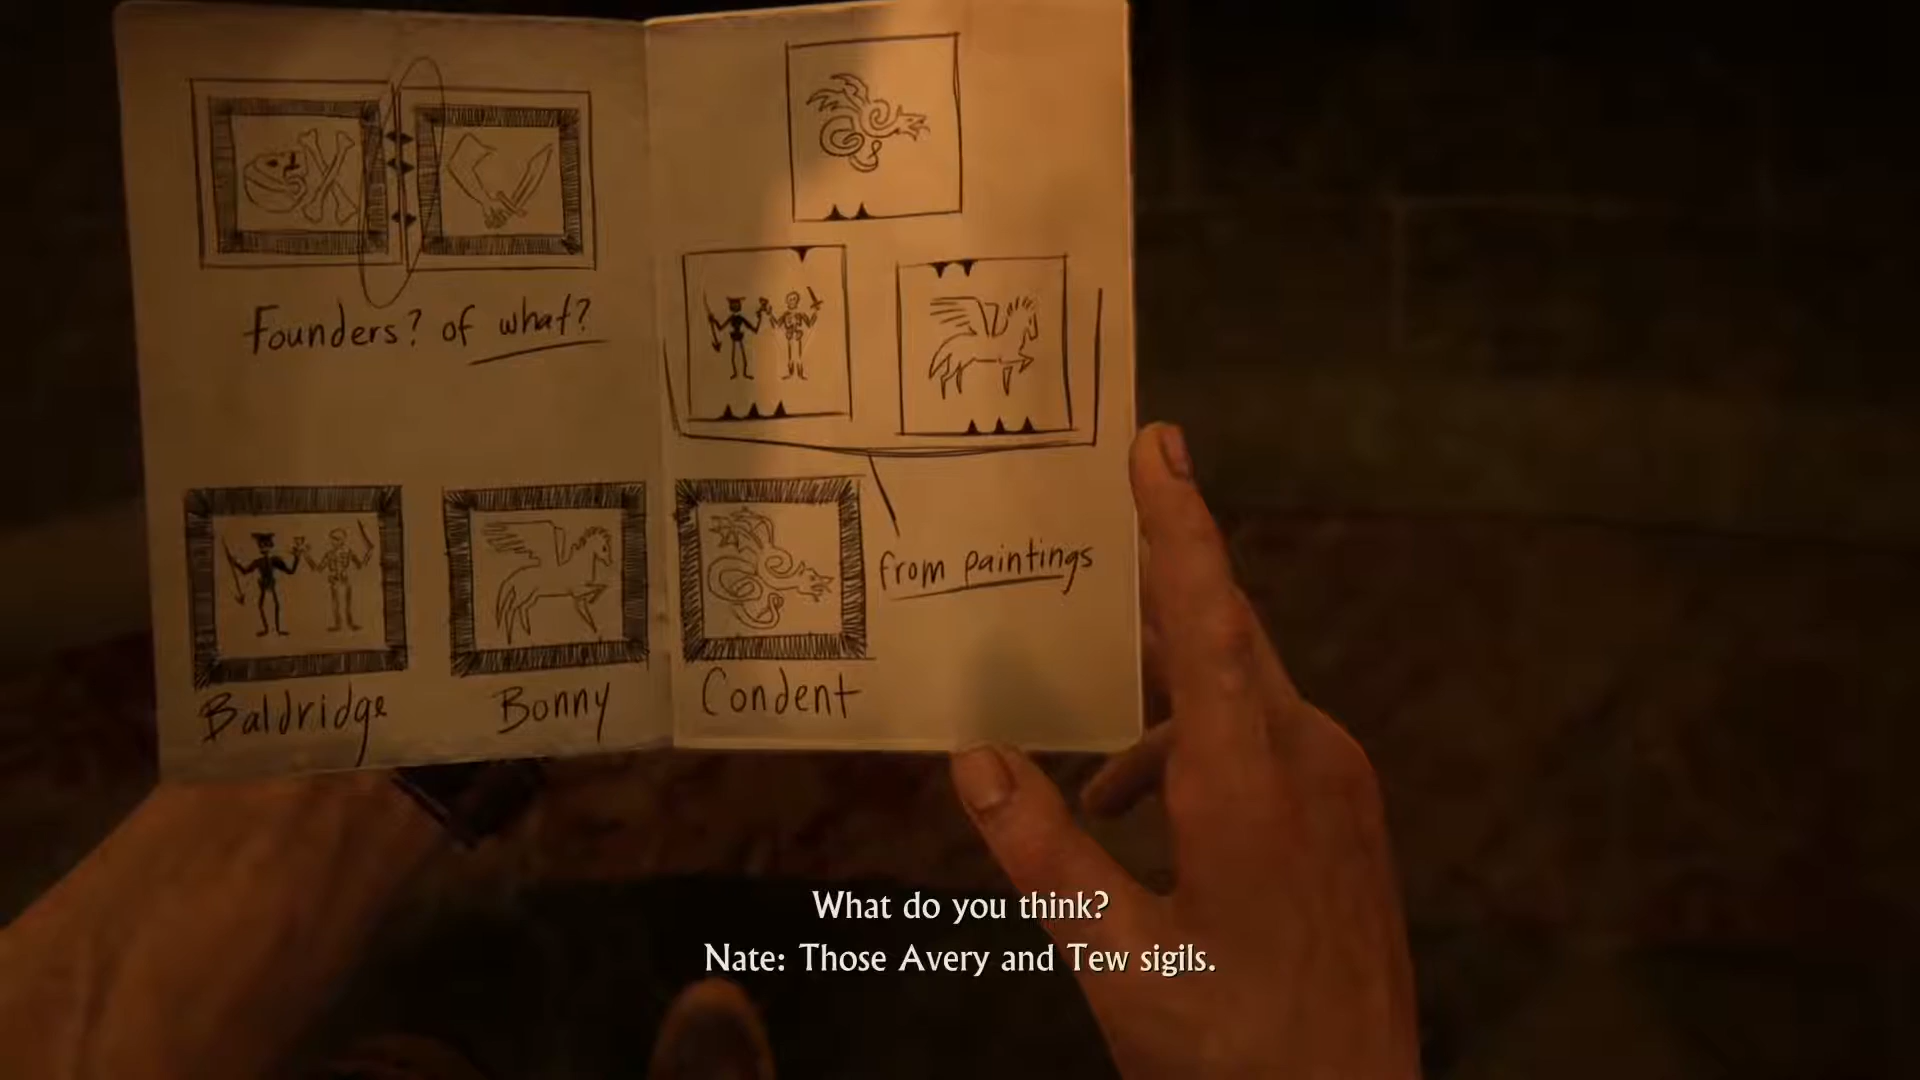 Founders? of what?
from paintings
Baldridge
Bonny
Condent
What do you think?
Nate: Those Avery and Tew sigils.